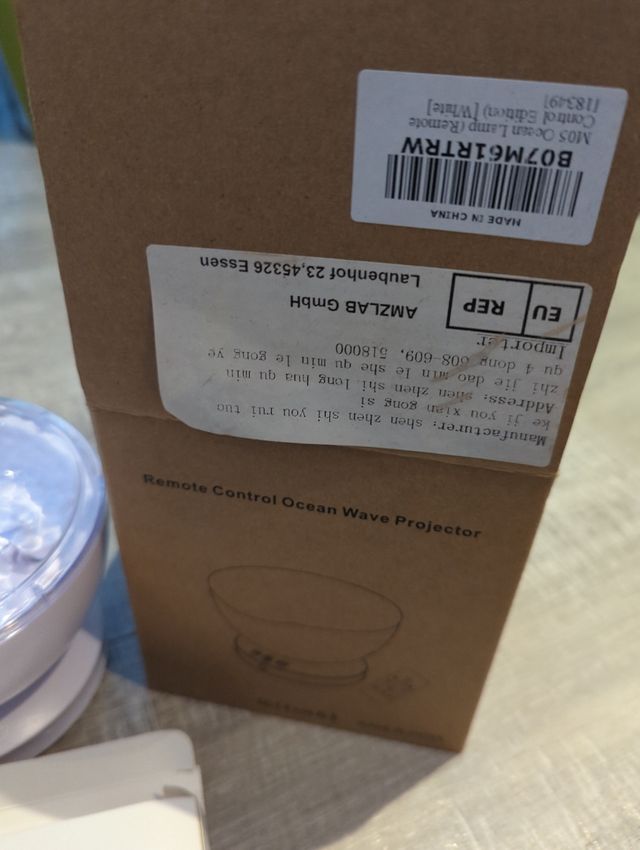 MADE IN CHINA
B07M61RTRW
M05 Ocean Lamp (Remote
Control Edition) [White]
[18349]
Manufacturer: shen zhen shi you rui tuo
ke ji you xian gong si
Address: shen zhen shi long hua qu min
zhi jie dao min le she qu min le gong ye
qu 4 dong 608-609, 518000
Importer
EU REP
AMZLAB GmbH
Laubenhof 23,45326 Essen
Remote Control Ocean Wave Projector